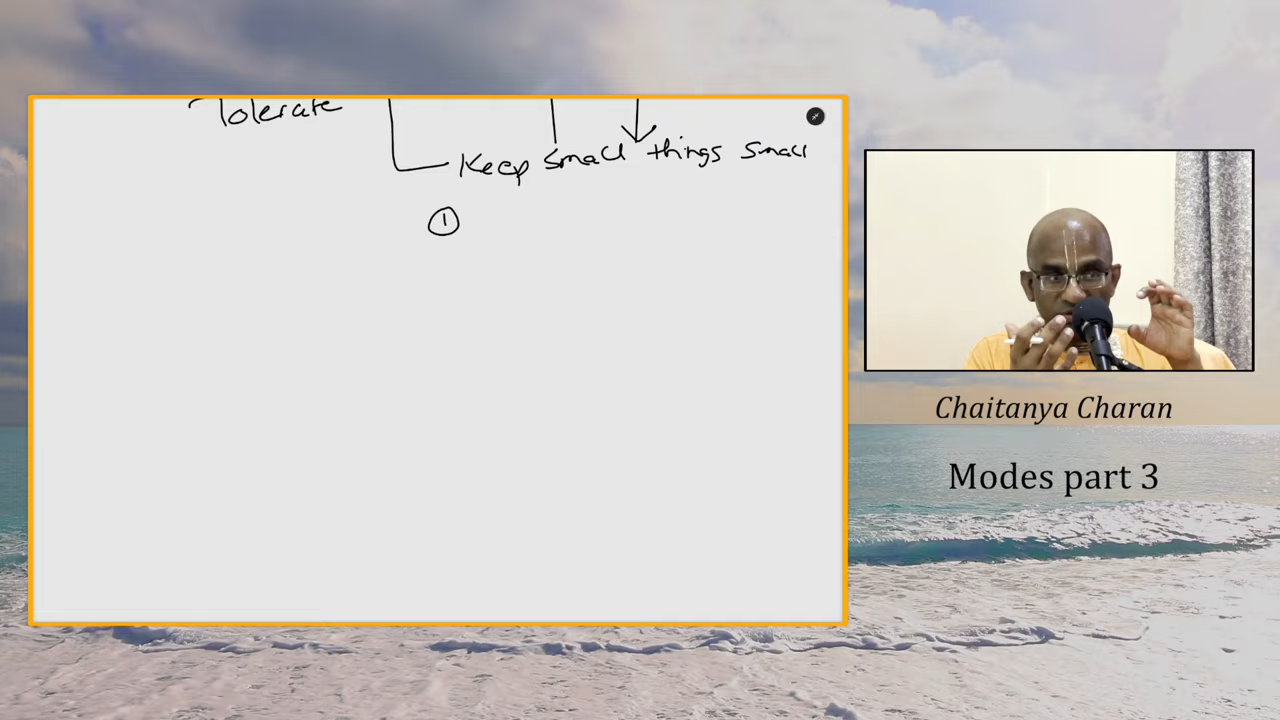 Tolerate
Keep small things small
①
Chaitanya Charan
Modes part 3